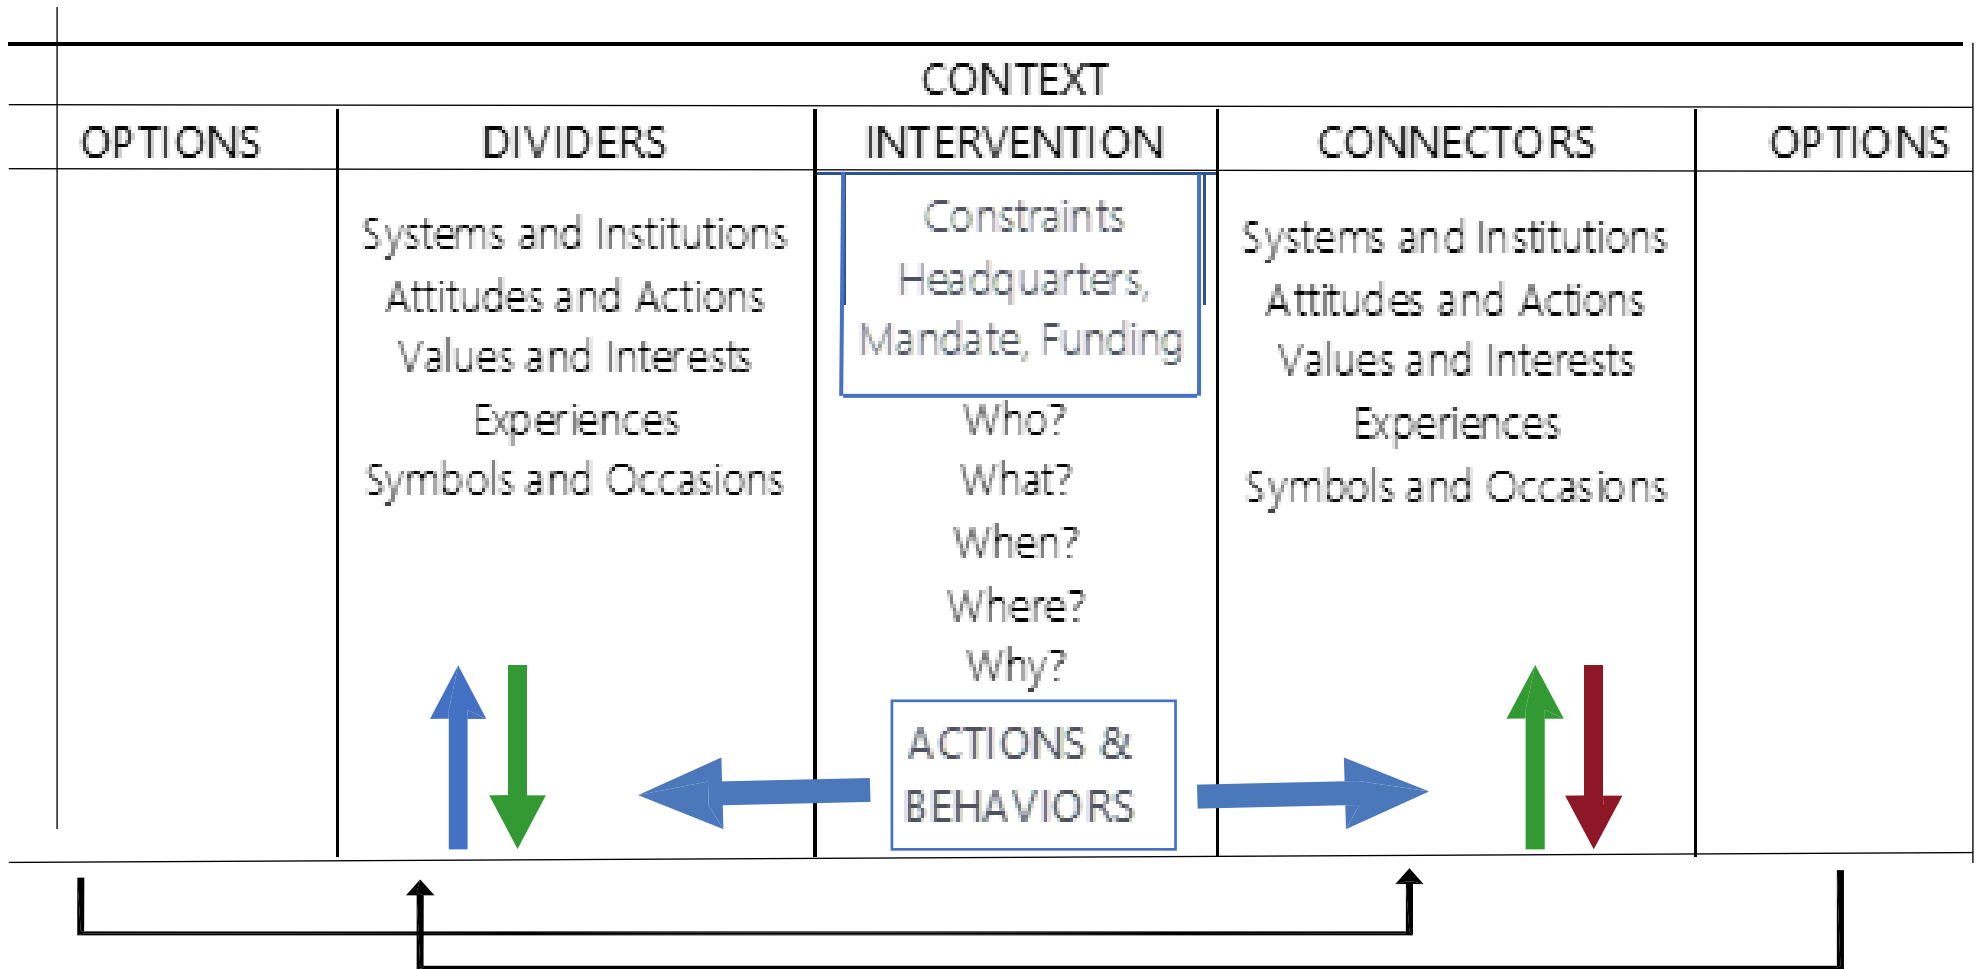 CONTEXT
OPTIONS
DIVIDERS
INTERVENTION
CONNECTORS
OPTIONS
Systems and Institutions
Attitudes and Actions
Values and Interests
Experiences
Symbols and Occasions
Constraints
Headquarters,
Mandate, Funding
Who?
What?
When?
Where?
Why?
ACTIONS &
BEHAVIORS
Systems and Institutions
Attitudes and Actions
Values and Interests
Experiences
Symbols and Occasions